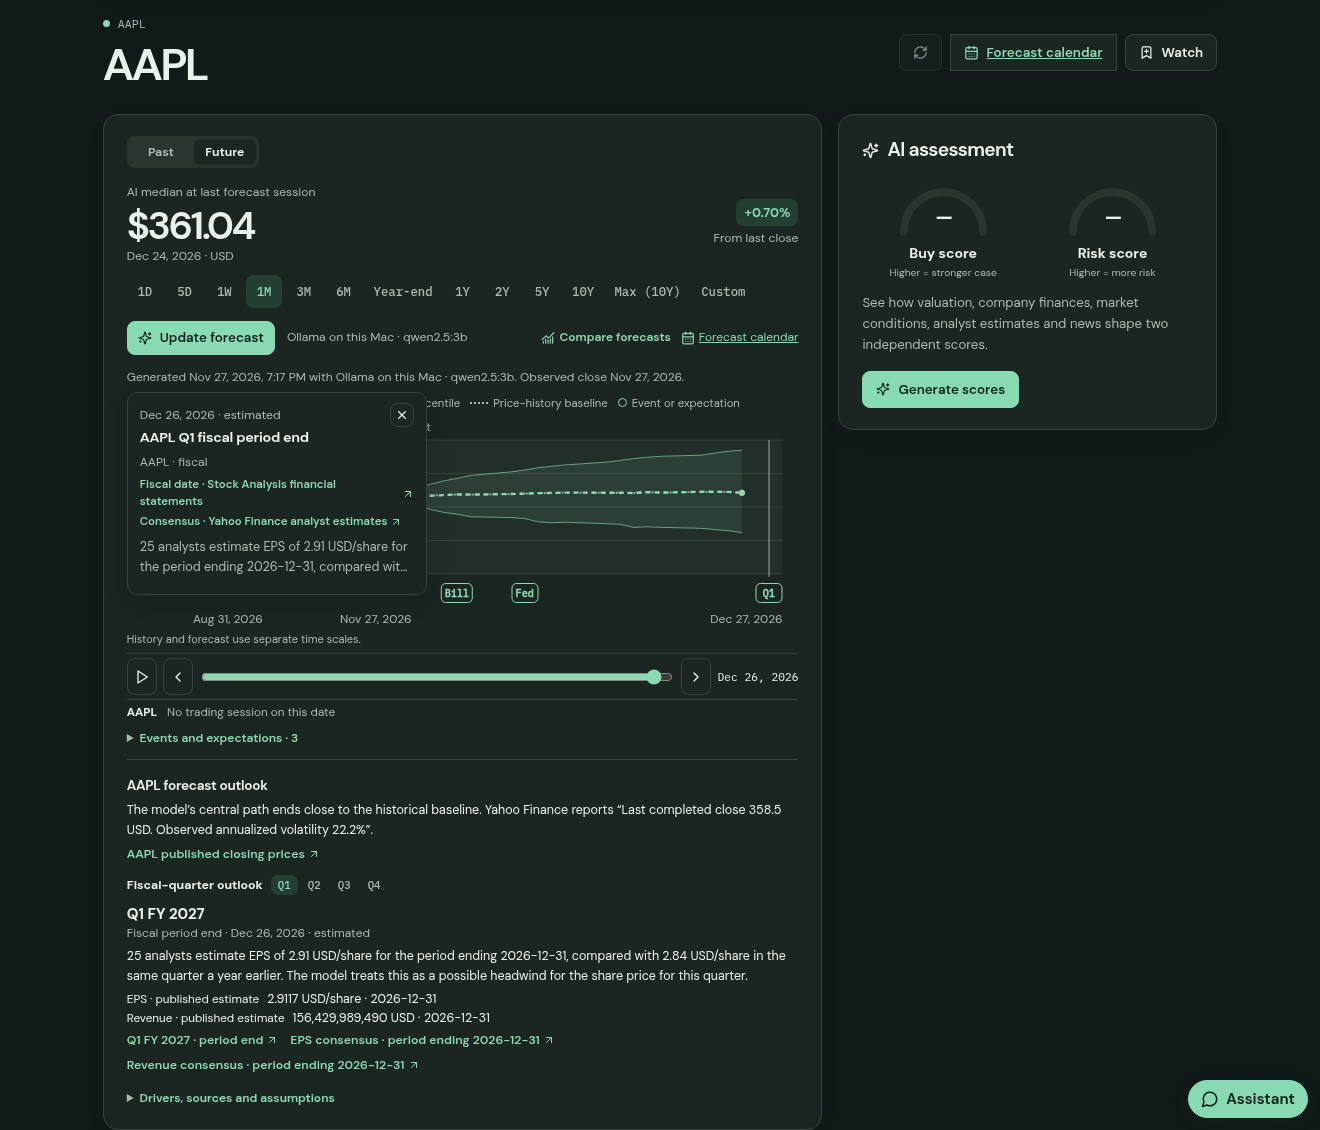 AAPL
AAPL
Forecast calendar
Watch
Past
Future
AI median at last forecast session
$361.04
+0.70%
From last close
Dec 24, 2026 · USD
1D 5D 1W 1M 3M 6M Year-end 1Y 2Y 5Y 10Y Max (10Y) Custom
Update forecast
Ollama on this Mac · qwen2.5:3b
Compare forecasts
Forecast calendar
Generated Nov 27, 2026, 7:17 PM with Ollama on this Mac · qwen2.5:3b. Observed close Nov 27, 2026.
Price-history baseline
Event or expectation
Dec 26, 2026 · estimated
AAPL Q1 fiscal period end
AAPL · fiscal
Fiscal date · Stock Analysis financial
statements
Consensus · Yahoo Finance analyst estimates
25 analysts estimate EPS of 2.91 USD/share for
the period ending 2026-12-31, compared wit…
Bill
Fed
Q1
Aug 31, 2026
Nov 27, 2026
Dec 27, 2026
History and forecast use separate time scales.
Dec 26, 2026
AAPL No trading session on this date
Events and expectations · 3
AAPL forecast outlook
The model’s central path ends close to the historical baseline. Yahoo Finance reports “Last completed close 358.5
USD. Observed annualized volatility 22.2%”.
AAPL published closing prices
Fiscal-quarter outlook Q1 Q2 Q3 Q4
Q1 FY 2027
Fiscal period end · Dec 26, 2026 · estimated
25 analysts estimate EPS of 2.91 USD/share for the period ending 2026-12-31, compared with 2.84 USD/share in the
same quarter a year earlier. The model treats this as a possible headwind for the share price for this quarter.
EPS · published estimate 2.9117 USD/share · 2026-12-31
Revenue · published estimate 156,429,989,490 USD · 2026-12-31
Q1 FY 2027 · period end
EPS consensus · period ending 2026-12-31
Revenue consensus · period ending 2026-12-31
Drivers, sources and assumptions
AI assessment
–
–
Buy score
Risk score
Higher = stronger case
Higher = more risk
See how valuation, company finances, market
conditions, analyst estimates and news shape two
independent scores.
Generate scores
Assistant